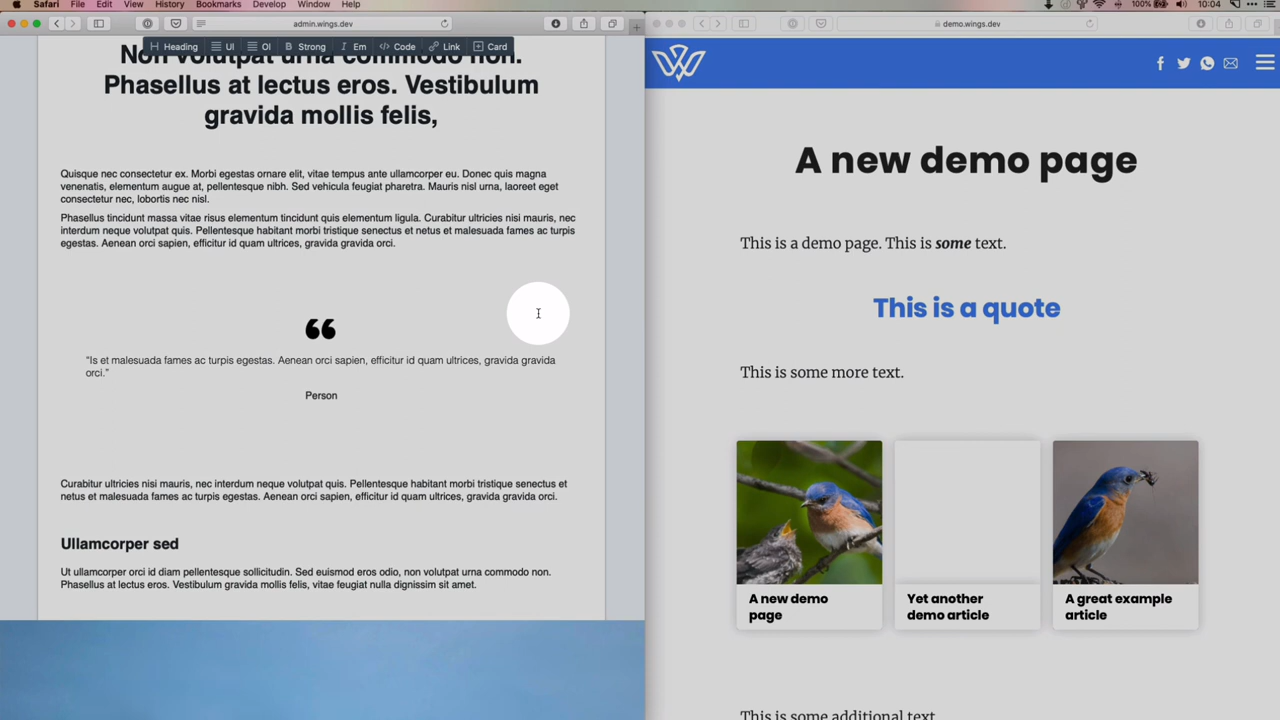 Safari File Edit View History Bookmarks Develop Window Help
100% 10:04
admin.wings.dev
Heading Ul Ol Strong Em Code Link Card
Non volutpat urna commodo non.
Phasellus at lectus eros. Vestibulum
gravida mollis felis,
Quisque nec consectetur ex. Morbi egestas ornare elit, vitae tempus ante ullamcorper eu. Donec quis magna
venenatis, elementum augue at, pellentesque nibh. Sed vehicula feugiat pharetra. Mauris nisl urna, laoreet eget
consectetur nec, lobortis nec nisl.
Phasellus tincidunt massa vitae risus elementum tincidunt quis elementum ligula. Curabitur ultricies nisi mauris, nec
interdum neque volutpat quis. Pellentesque habitant morbi tristique senectus et netus et malesuada fames ac turpis
egestas. Aenean orci sapien, efficitur id quam ultrices, gravida gravida orci.
“Is et malesuada fames ac turpis egestas. Aenean orci sapien, efficitur id quam ultrices, gravida gravida
orci.”
Person
Curabitur ultricies nisi mauris, nec interdum neque volutpat quis. Pellentesque habitant morbi tristique senectus et
netus et malesuada fames ac turpis egestas. Aenean orci sapien, efficitur id quam ultrices, gravida gravida orci.
Ullamcorper sed
Ut ullamcorper orci id diam pellentesque sollicitudin. Sed euismod eros odio, non volutpat urna commodo non.
Phasellus at lectus eros. Vestibulum gravida mollis felis, vitae feugiat nulla dignissim sit amet.
demo.wings.dev
A new demo page
This is a demo page. This is some text.
This is a quote
This is some more text.
A new demo
page
Yet another
demo article
A great example
article
This is some additional text